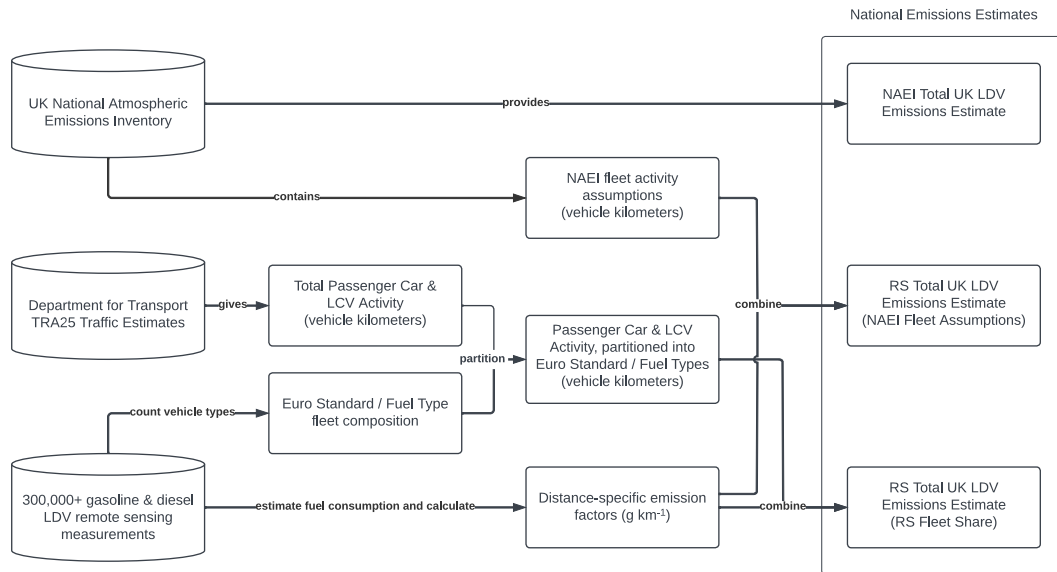 National Emissions Estimates
UK National Atmospheric
Emissions Inventory
provides
NAEI Total UK LDV
Emissions Estimate
contains
NAEI fleet activity
assumptions
(vehicle kilometers)
Department for Transport
TRA25 Traffic Estimates
gives
Total Passenger Car &
LCV Activity
(vehicle kilometers)
combine
RS Total UK LDV
Emissions Estimate
(NAEI Fleet Assumptions)
partition
Passenger Car & LCV
Activity, partitioned into
Euro Standard / Fuel Types
(vehicle kilometers)
count vehicle types
Euro Standard / Fuel Type
fleet composition
300,000+ gasoline & diesel
LDV remote sensing
measurements
estimate fuel consumption and calculate
Distance-specific emission
factors (g km⁻¹)
combine
RS Total UK LDV
Emissions Estimate
(RS Fleet Share)